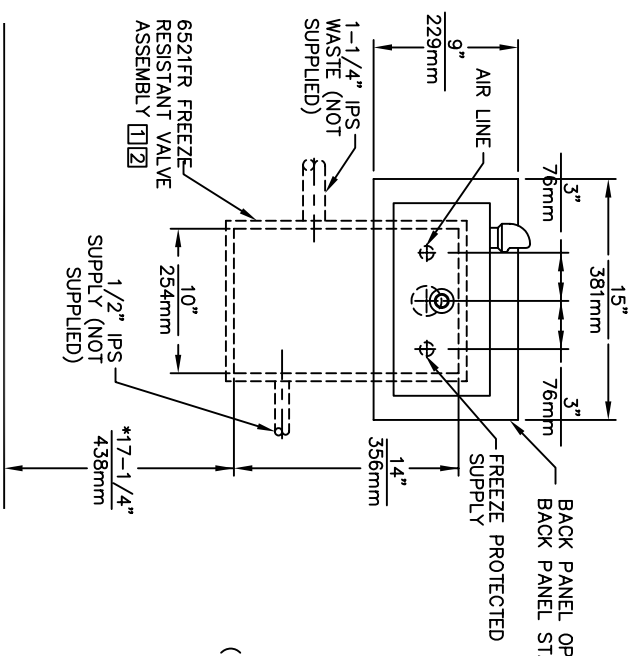 15"
381mm
3"
76mm
3"
76mm
9"
229mm
AIR LINE
1-1/4" IPS
WASTE (NOT
SUPPLIED)
6521FR FREEZE
RESISTANT VALVE
ASSEMBLY 1 2
BACK PANEL OP
BACK PANEL ST
FREEZE PROTECTED
SUPPLY
14"
356mm
10"
254mm
1/2" IPS
SUPPLY (NOT
SUPPLIED)
*17-1/4"
438mm
(